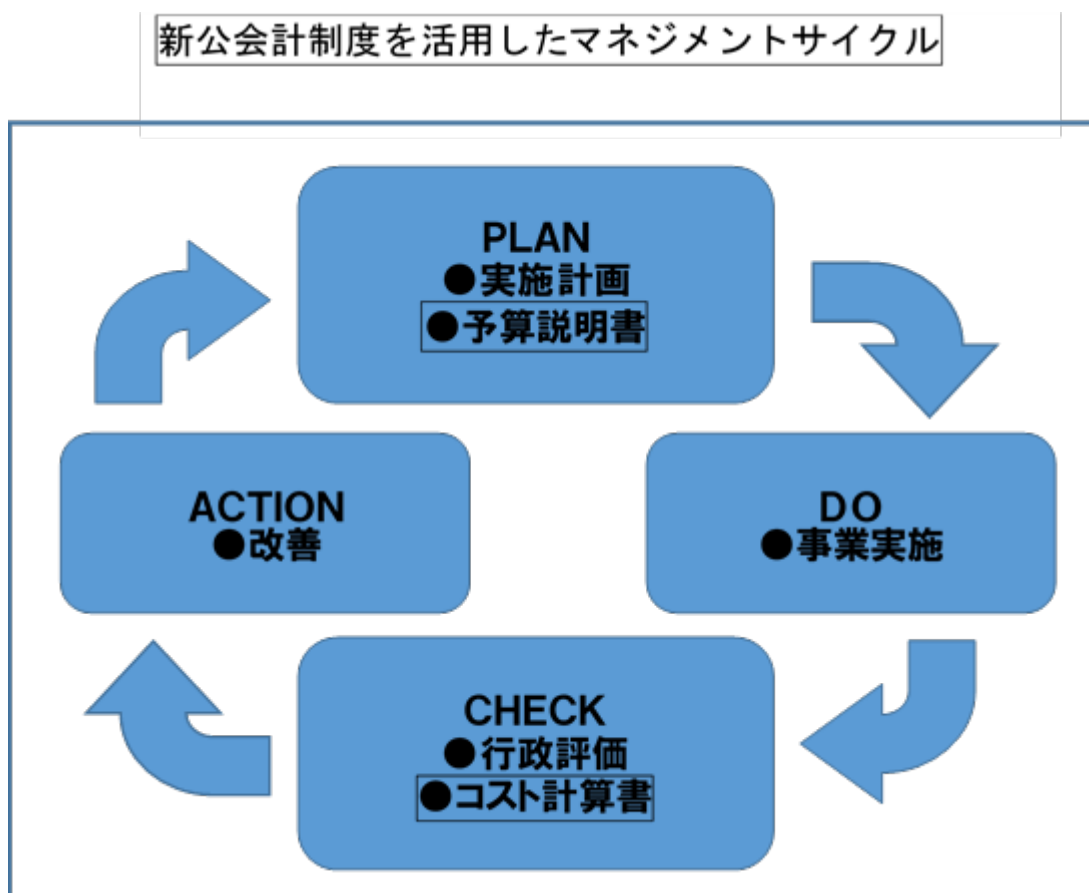 新公会計制度を活用したマネジメントサイクル
PLAN
●実施計画
●予算説明書
ACTION
●改善
DO
●事業実施
CHECK
●行政評価
●コスト計算書